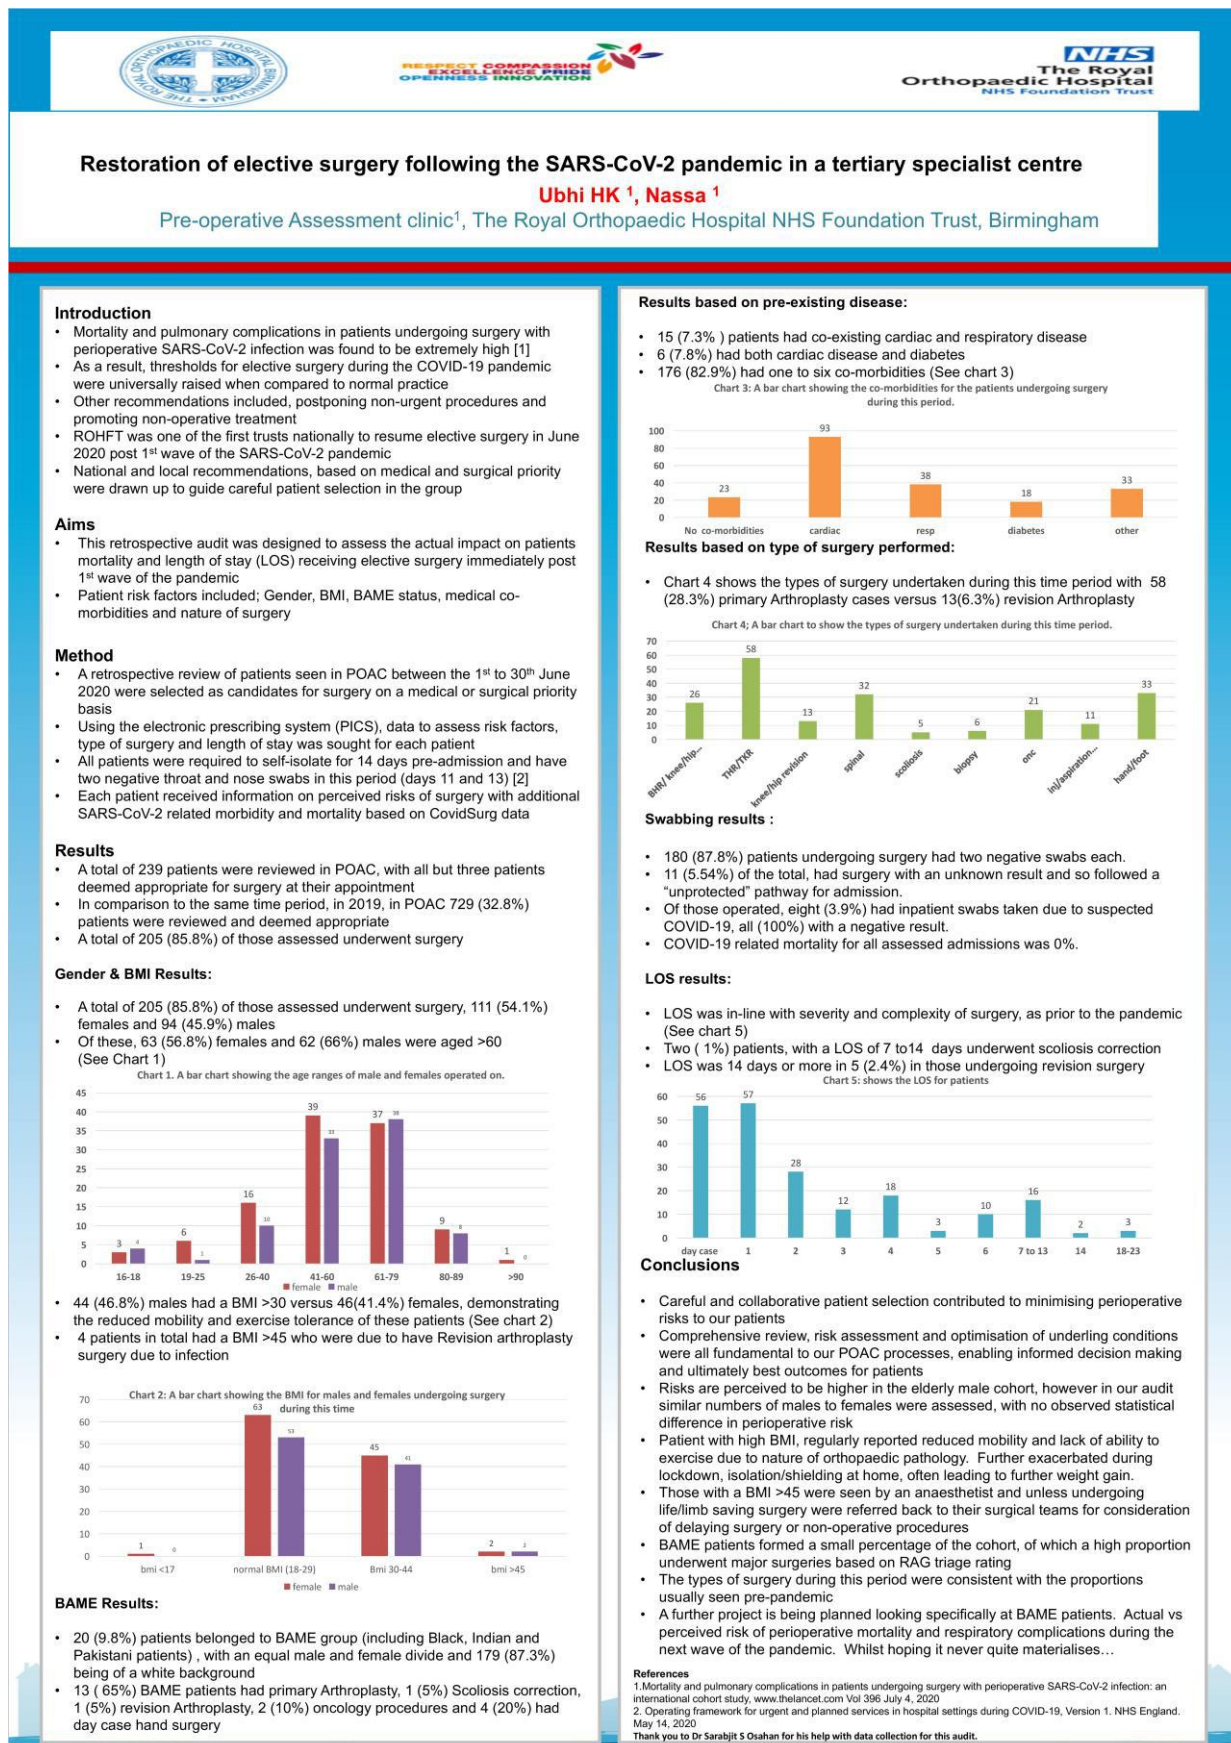 THE ROYAL ORTHOPAEDIC HOSPITAL BIRMINGHAM
RESPECT COMPASSION
EXCELLENCE PRIDE
OPENNESS INNOVATION
NHS
The Royal
Orthopaedic Hospital
NHS Foundation Trust
Restoration of elective surgery following the SARS-CoV-2 pandemic in a tertiary specialist centre
Ubhi HK 1, Nassa 1
Pre-operative Assessment clinic1, The Royal Orthopaedic Hospital NHS Foundation Trust, Birmingham
Introduction
• Mortality and pulmonary complications in patients undergoing surgery with
perioperative SARS-CoV-2 infection was found to be extremely high [1]
• As a result, thresholds for elective surgery during the COVID-19 pandemic
were universally raised when compared to normal practice
• Other recommendations included, postponing non-urgent procedures and
promoting non-operative treatment
• ROHFT was one of the first trusts nationally to resume elective surgery in June
2020 post 1st wave of the SARS-CoV-2 pandemic
• National and local recommendations, based on medical and surgical priority
were drawn up to guide careful patient selection in the group
Aims
• This retrospective audit was designed to assess the actual impact on patients
mortality and length of stay (LOS) receiving elective surgery immediately post
1st wave of the pandemic
• Patient risk factors included; Gender, BMI, BAME status, medical co-
morbidities and nature of surgery
Method
• A retrospective review of patients seen in POAC between the 1st to 30th June
2020 were selected as candidates for surgery on a medical or surgical priority
basis
• Using the electronic prescribing system (PICS), data to assess risk factors,
type of surgery and length of stay was sought for each patient
• All patients were required to self-isolate for 14 days pre-admission and have
two negative throat and nose swabs in this period (days 11 and 13) [2]
• Each patient received information on perceived risks of surgery with additional
SARS-CoV-2 related morbidity and mortality based on CovidSurg data
Results
• A total of 239 patients were reviewed in POAC, with all but three patients
deemed appropriate for surgery at their appointment
• In comparison to the same time period, in 2019, in POAC 729 (32.8%)
patients were reviewed and deemed appropriate
• A total of 205 (85.8%) of those assessed underwent surgery
Gender & BMI Results:
• A total of 205 (85.8%) of those assessed underwent surgery, 111 (54.1%)
females and 94 (45.9%) males
• Of these, 63 (56.8%) females and 62 (66%) males were aged >60
(See Chart 1)
Chart 1. A bar chart showing the age ranges of male and females operated on.
45
40
35
30
25
20
15
10
5
0
3 4 6 1 16 10 39 33 37 38 9 8 1 0
16-18 19-25 26-40 41-60 61-79 80-89 >90
female male
• 44 (46.8%) males had a BMI >30 versus 46(41.4%) females, demonstrating
the reduced mobility and exercise tolerance of these patients (See chart 2)
• 4 patients in total had a BMI >45 who were due to have Revision arthroplasty
surgery due to infection
Chart 2: A bar chart showing the BMI for males and females undergoing surgery
during this time
70
60
50
40
30
20
10
0
1 0 63 53 45 41 2 2
bmi <17 normal BMI (18-29) Bmi 30-44 bmi >45
female male
BAME Results:
• 20 (9.8%) patients belonged to BAME group (including Black, Indian and
Pakistani patients) , with an equal male and female divide and 179 (87.3%)
being of a white background
• 13 ( 65%) BAME patients had primary Arthroplasty, 1 (5%) Scoliosis correction,
1 (5%) revision Arthroplasty, 2 (10%) oncology procedures and 4 (20%) had
day case hand surgery
Results based on pre-existing disease:
• 15 (7.3% ) patients had co-existing cardiac and respiratory disease
• 6 (7.8%) had both cardiac disease and diabetes
• 176 (82.9%) had one to six co-morbidities (See chart 3)
Chart 3: A bar chart showing the co-morbidities for the patients undergoing surgery
during this period.
100
80
60
40
20
0
23 93 38 18 33
No co-morbidities cardiac resp diabetes other
Results based on type of surgery performed:
• Chart 4 shows the types of surgery undertaken during this time period with 58
(28.3%) primary Arthroplasty cases versus 13(6.3%) revision Arthroplasty
Chart 4; A bar chart to show the types of surgery undertaken during this time period.
70
60
50
40
30
20
10
0
26 58 13 32 5 6 21 11 33
BHR/ knee/hip... THR/TKR knee/hip revision spinal scoliosis biopsy onc inj/aspiration... hand/foot
Swabbing results :
• 180 (87.8%) patients undergoing surgery had two negative swabs each.
• 11 (5.54%) of the total, had surgery with an unknown result and so followed a
“unprotected” pathway for admission.
• Of those operated, eight (3.9%) had inpatient swabs taken due to suspected
COVID-19, all (100%) with a negative result.
• COVID-19 related mortality for all assessed admissions was 0%.
LOS results:
• LOS was in-line with severity and complexity of surgery, as prior to the pandemic
(See chart 5)
• Two ( 1%) patients, with a LOS of 7 to14 days underwent scoliosis correction
• LOS was 14 days or more in 5 (2.4%) in those undergoing revision surgery
Chart 5: shows the LOS for patients
60
50
40
30
20
10
0
56 57 28 12 18 3 10 16 2 3
day case 1 2 3 4 5 6 7 to 13 14 18-23
Conclusions
• Careful and collaborative patient selection contributed to minimising perioperative
risks to our patients
• Comprehensive review, risk assessment and optimisation of underling conditions
were all fundamental to our POAC processes, enabling informed decision making
and ultimately best outcomes for patients
• Risks are perceived to be higher in the elderly male cohort, however in our audit
similar numbers of males to females were assessed, with no observed statistical
difference in perioperative risk
• Patient with high BMI, regularly reported reduced mobility and lack of ability to
exercise due to nature of orthopaedic pathology. Further exacerbated during
lockdown, isolation/shielding at home, often leading to further weight gain.
• Those with a BMI >45 were seen by an anaesthetist and unless undergoing
life/limb saving surgery were referred back to their surgical teams for consideration
of delaying surgery or non-operative procedures
• BAME patients formed a small percentage of the cohort, of which a high proportion
underwent major surgeries based on RAG triage rating
• The types of surgery during this period were consistent with the proportions
usually seen pre-pandemic
• A further project is being planned looking specifically at BAME patients. Actual vs
perceived risk of perioperative mortality and respiratory complications during the
next wave of the pandemic. Whilst hoping it never quite materialises…
References
1.Mortality and pulmonary complications in patients undergoing surgery with perioperative SARS-CoV-2 infection: an
international cohort study, www.thelancet.com Vol 396 July 4, 2020
2. Operating framework for urgent and planned services in hospital settings during COVID-19, Version 1. NHS England.
May 14, 2020
Thank you to Dr Sarabjit S Osahan for his help with data collection for this audit.